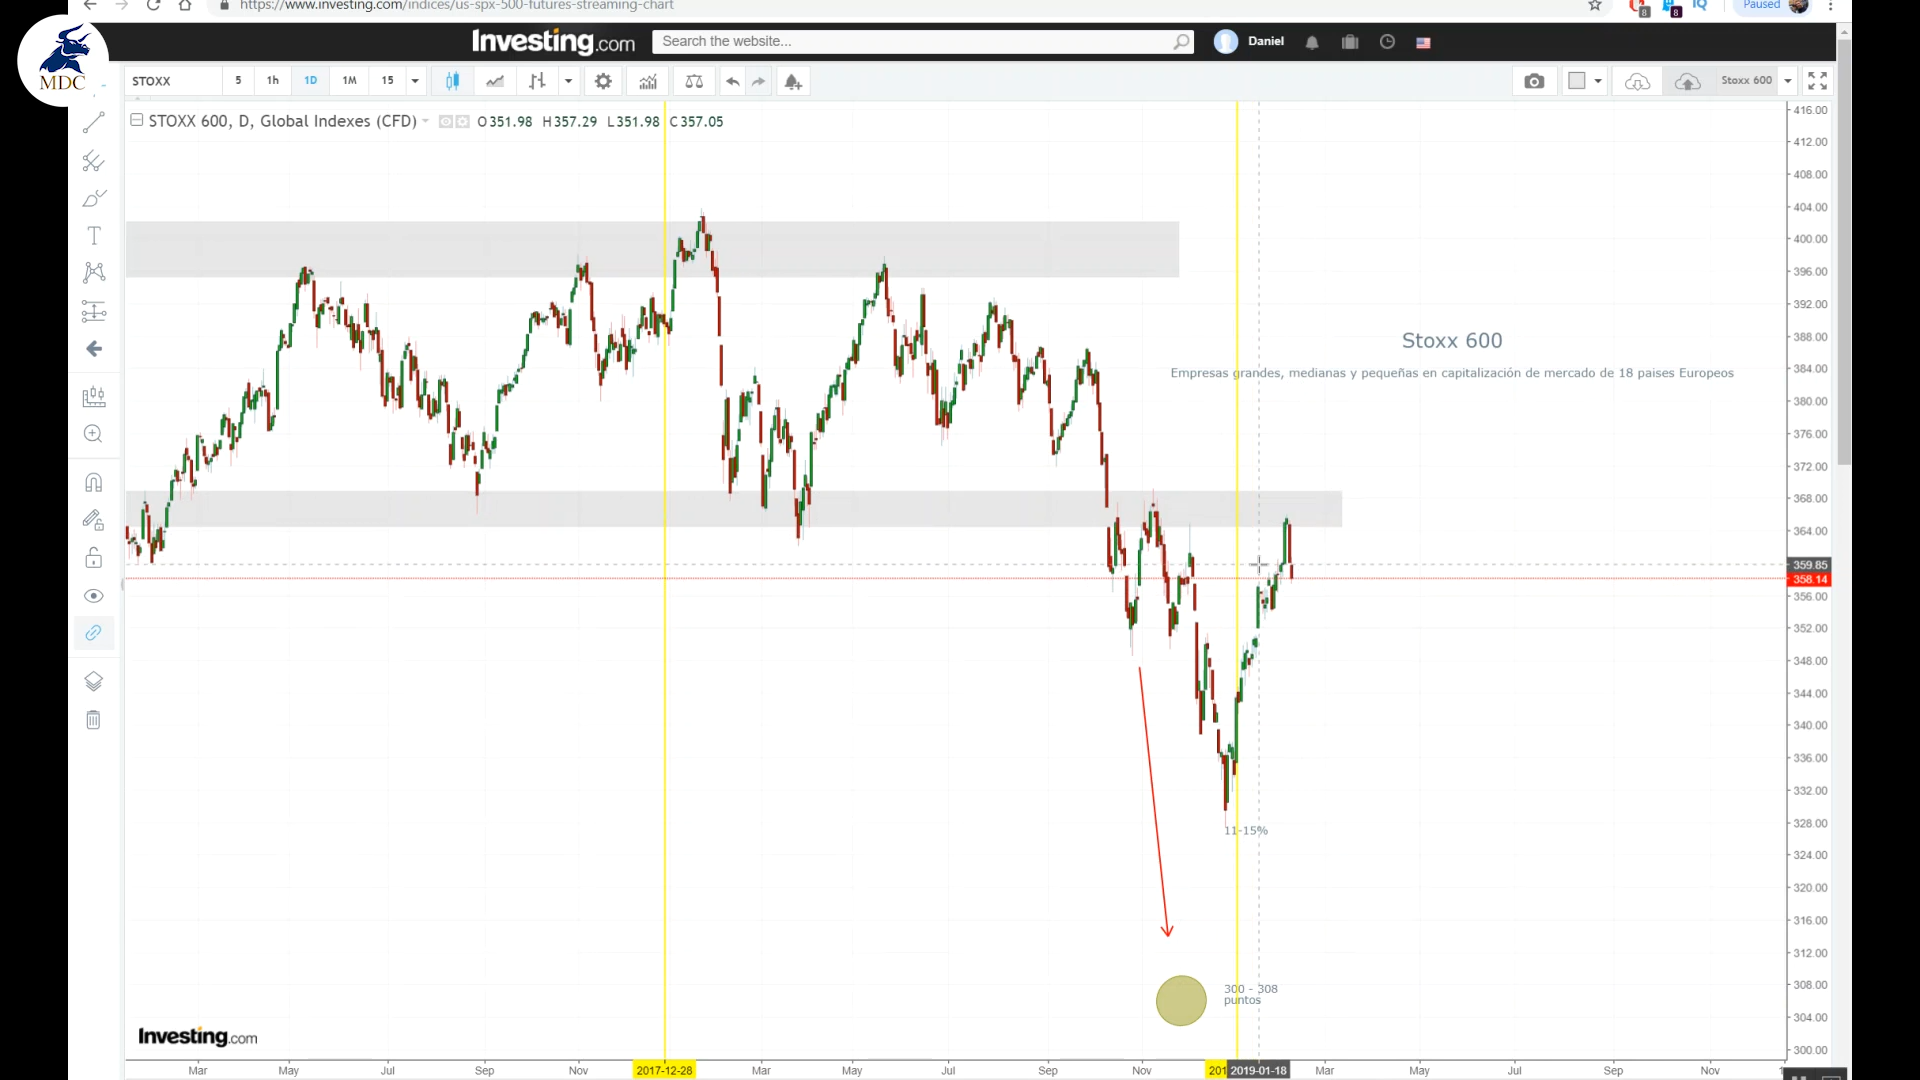 https://www.investing.com/indices/us-spx-500-futures-streaming-chart
Paused
8
8
IQ
MDC
Investing.com
Search the website...
Daniel
STOXX
5
1h
1D
1M
15
Stoxx 600
STOXX 600, D, Global Indexes (CFD)
O351.98 H357.29 L351.98 C357.05
Stoxx 600
Empresas grandes, medianas y pequeñas en capitalización de mercado de 18 paises Europeos
11-15%
300 - 308
puntos
416.00
412.00
408.00
404.00
400.00
396.00
392.00
388.00
384.00
380.00
376.00
372.00
368.00
364.00
359.85
358.14
356.00
352.00
348.00
344.00
340.00
336.00
332.00
328.00
324.00
320.00
316.00
312.00
308.00
304.00
300.00
Investing.com
Mar
May
Jul
Sep
Nov
2017-12-28
Mar
May
Jul
Sep
Nov
201
2019-01-18
Mar
May
Jul
Sep
Nov